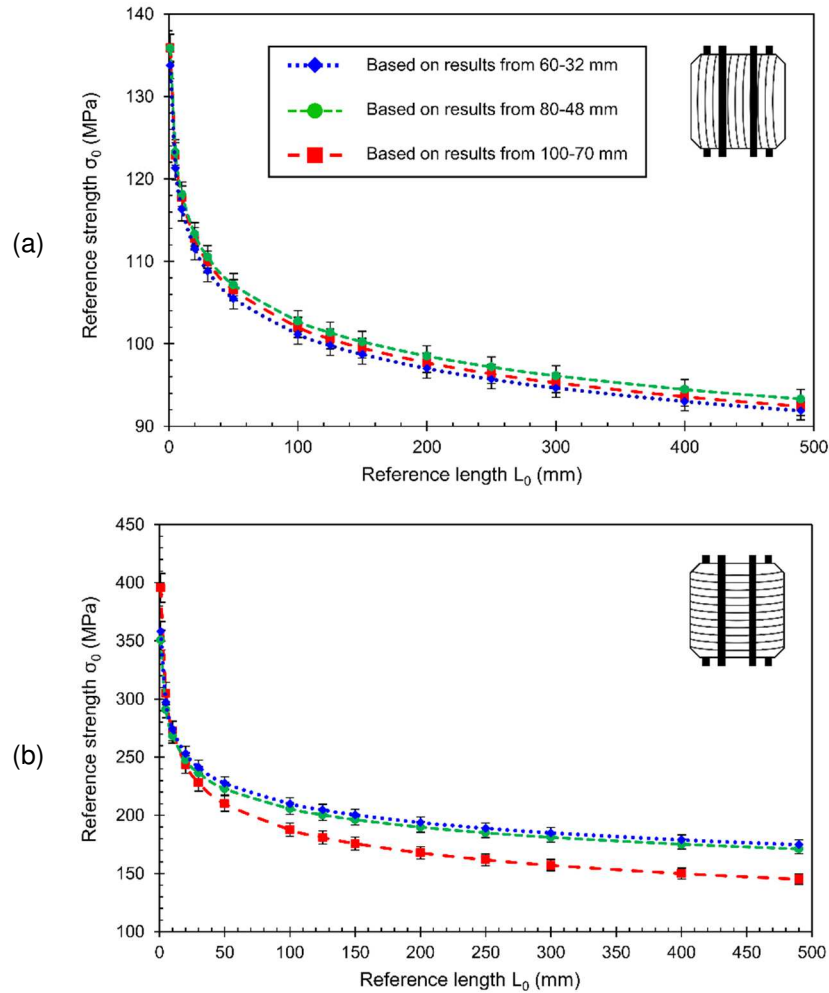 140
130
120
110
100
90
Reference strength σ₀ (MPa)
Based on results from 60-32 mm
Based on results from 80-48 mm
Based on results from 100-70 mm
(a)
0 100 200 300 400 500
Reference length L₀ (mm)
450
400
350
300
250
200
150
100
Reference strength σ₀ (MPa)
(b)
0 50 100 150 200 250 300 350 400 450 500
Reference length L₀ (mm)